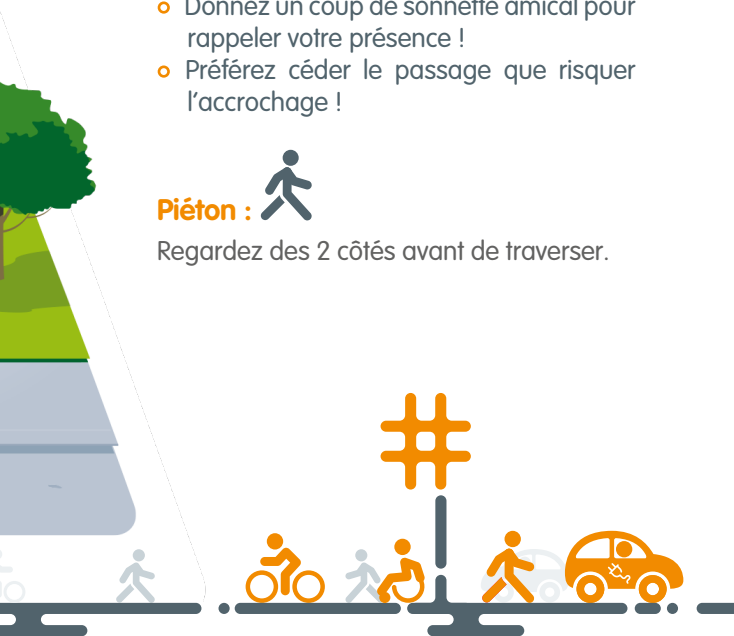 Donnez un coup de sonnette amical pour
rappeler votre présence !
Préférez céder le passage que risquer
l'accrochage !
Piéton :
Regardez des 2 côtés avant de traverser.
#